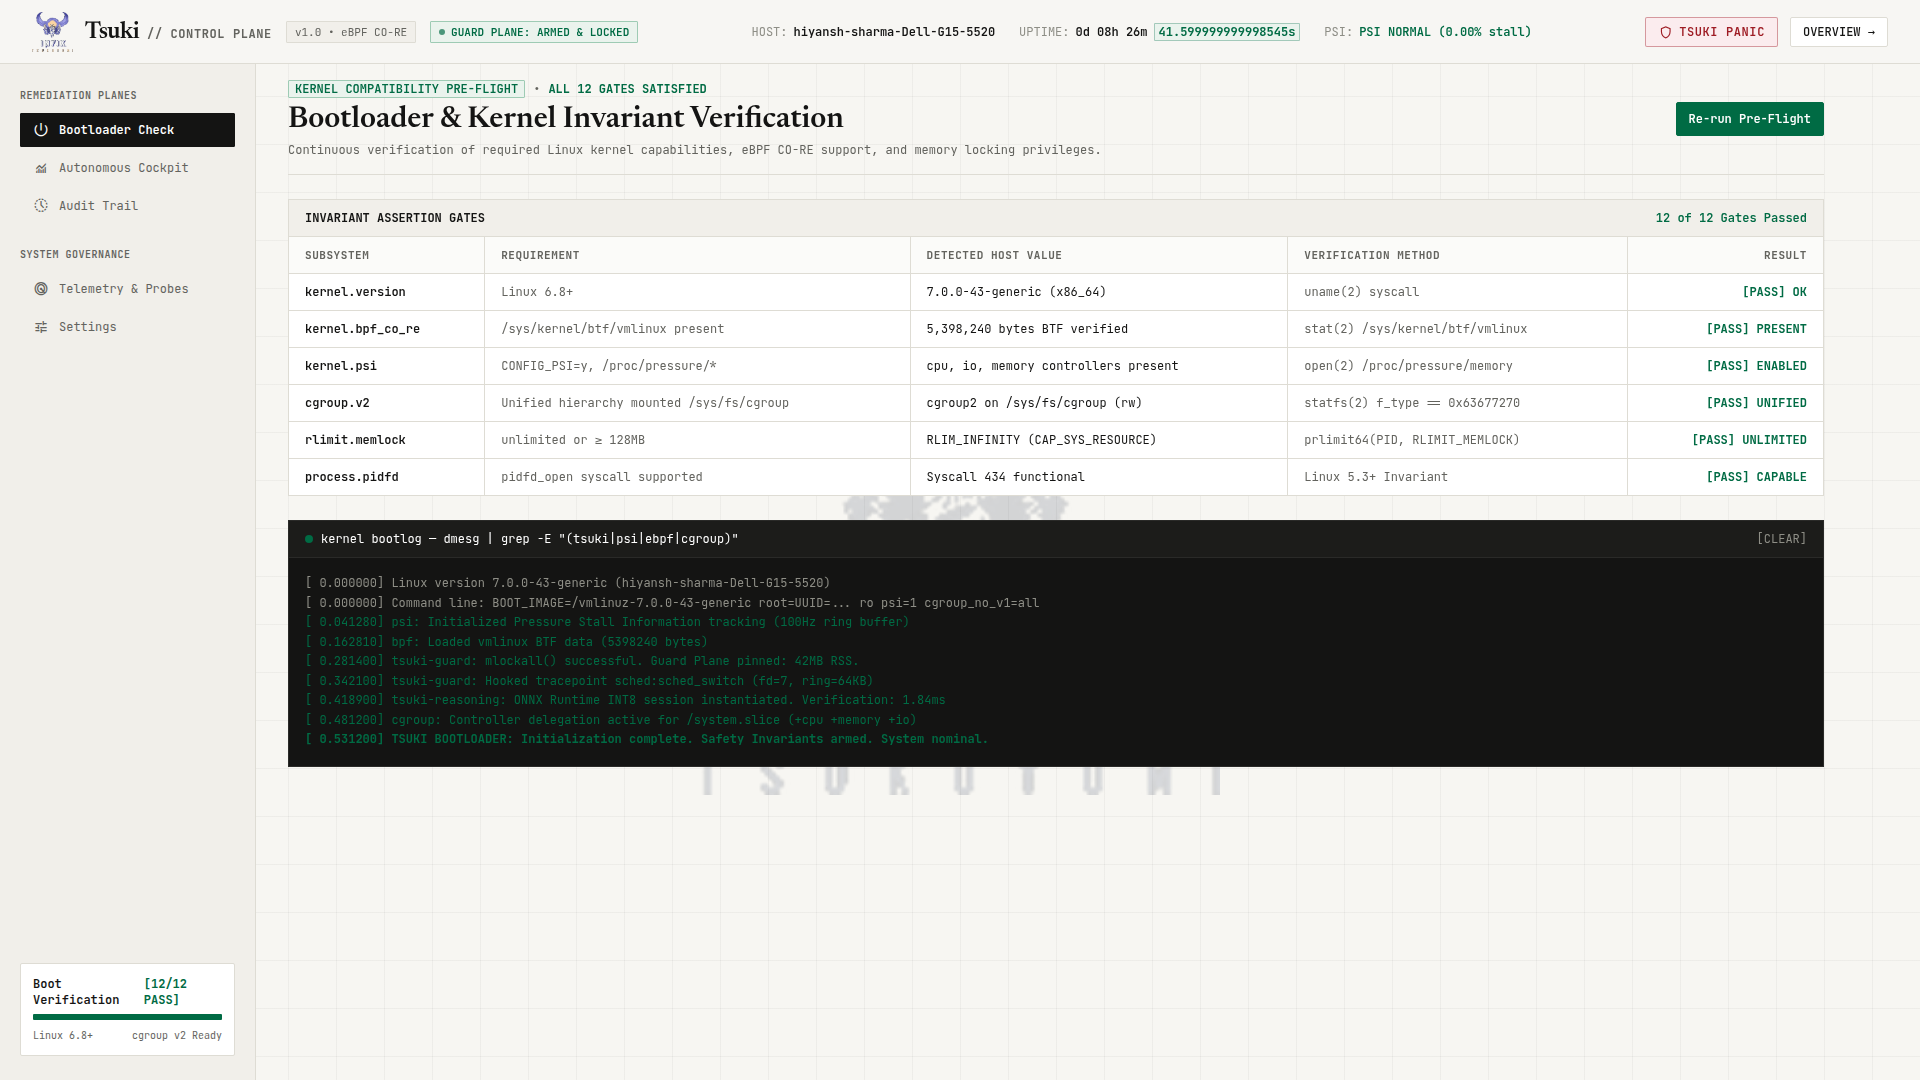 Tsuki // CONTROL PLANE
v1.0 • eBPF CO-RE
GUARD PLANE: ARMED & LOCKED
HOST: hiyansh-sharma-Dell-G15-5520
UPTIME: 0d 08h 26m 41.599999999998545s
PSI: PSI NORMAL (0.00% stall)
TSUKI PANIC
OVERVIEW →
REMEDIATION PLANES
Bootloader Check
Autonomous Cockpit
Audit Trail
SYSTEM GOVERNANCE
Telemetry & Probes
Settings
Boot Verification [12/12 PASS]
Linux 6.8+ cgroup v2 Ready
KERNEL COMPATIBILITY PRE-FLIGHT • ALL 12 GATES SATISFIED
Bootloader & Kernel Invariant Verification
Re-run Pre-Flight
Continuous verification of required Linux kernel capabilities, eBPF CO-RE support, and memory locking privileges.
INVARIANT ASSERTION GATES 12 of 12 Gates Passed
SUBSYSTEM REQUIREMENT DETECTED HOST VALUE VERIFICATION METHOD RESULT
kernel.version Linux 6.8+ 7.0.0-43-generic (x86_64) uname(2) syscall [PASS] OK
kernel.bpf_co_re /sys/kernel/btf/vmlinux present 5,398,240 bytes BTF verified stat(2) /sys/kernel/btf/vmlinux [PASS] PRESENT
kernel.psi CONFIG_PSI=y, /proc/pressure/* cpu, io, memory controllers present open(2) /proc/pressure/memory [PASS] ENABLED
cgroup.v2 Unified hierarchy mounted /sys/fs/cgroup cgroup2 on /sys/fs/cgroup (rw) statfs(2) f_type == 0x63677270 [PASS] UNIFIED
rlimit.memlock unlimited or ≥ 128MB RLIM_INFINITY (CAP_SYS_RESOURCE) prlimit64(PID, RLIMIT_MEMLOCK) [PASS] UNLIMITED
process.pidfd pidfd_open syscall supported Syscall 434 functional Linux 5.3+ Invariant [PASS] CAPABLE
kernel bootlog — dmesg | grep -E "(tsuki|psi|ebpf|cgroup)" [CLEAR]
[ 0.000000] Linux version 7.0.0-43-generic (hiyansh-sharma-Dell-G15-5520)
[ 0.000000] Command line: BOOT_IMAGE=/vmlinuz-7.0.0-43-generic root=UUID=... ro psi=1 cgroup_no_v1=all
[ 0.041280] psi: Initialized Pressure Stall Information tracking (100Hz ring buffer)
[ 0.162810] bpf: Loaded vmlinux BTF data (5398240 bytes)
[ 0.281400] tsuki-guard: mlockall() successful. Guard Plane pinned: 42MB RSS.
[ 0.342100] tsuki-guard: Hooked tracepoint sched:sched_switch (fd=7, ring=64KB)
[ 0.418900] tsuki-reasoning: ONNX Runtime INT8 session instantiated. Verification: 1.84ms
[ 0.481200] cgroup: Controller delegation active for /system.slice (+cpu +memory +io)
[ 0.531200] TSUKI BOOTLOADER: Initialization complete. Safety Invariants armed. System nominal.